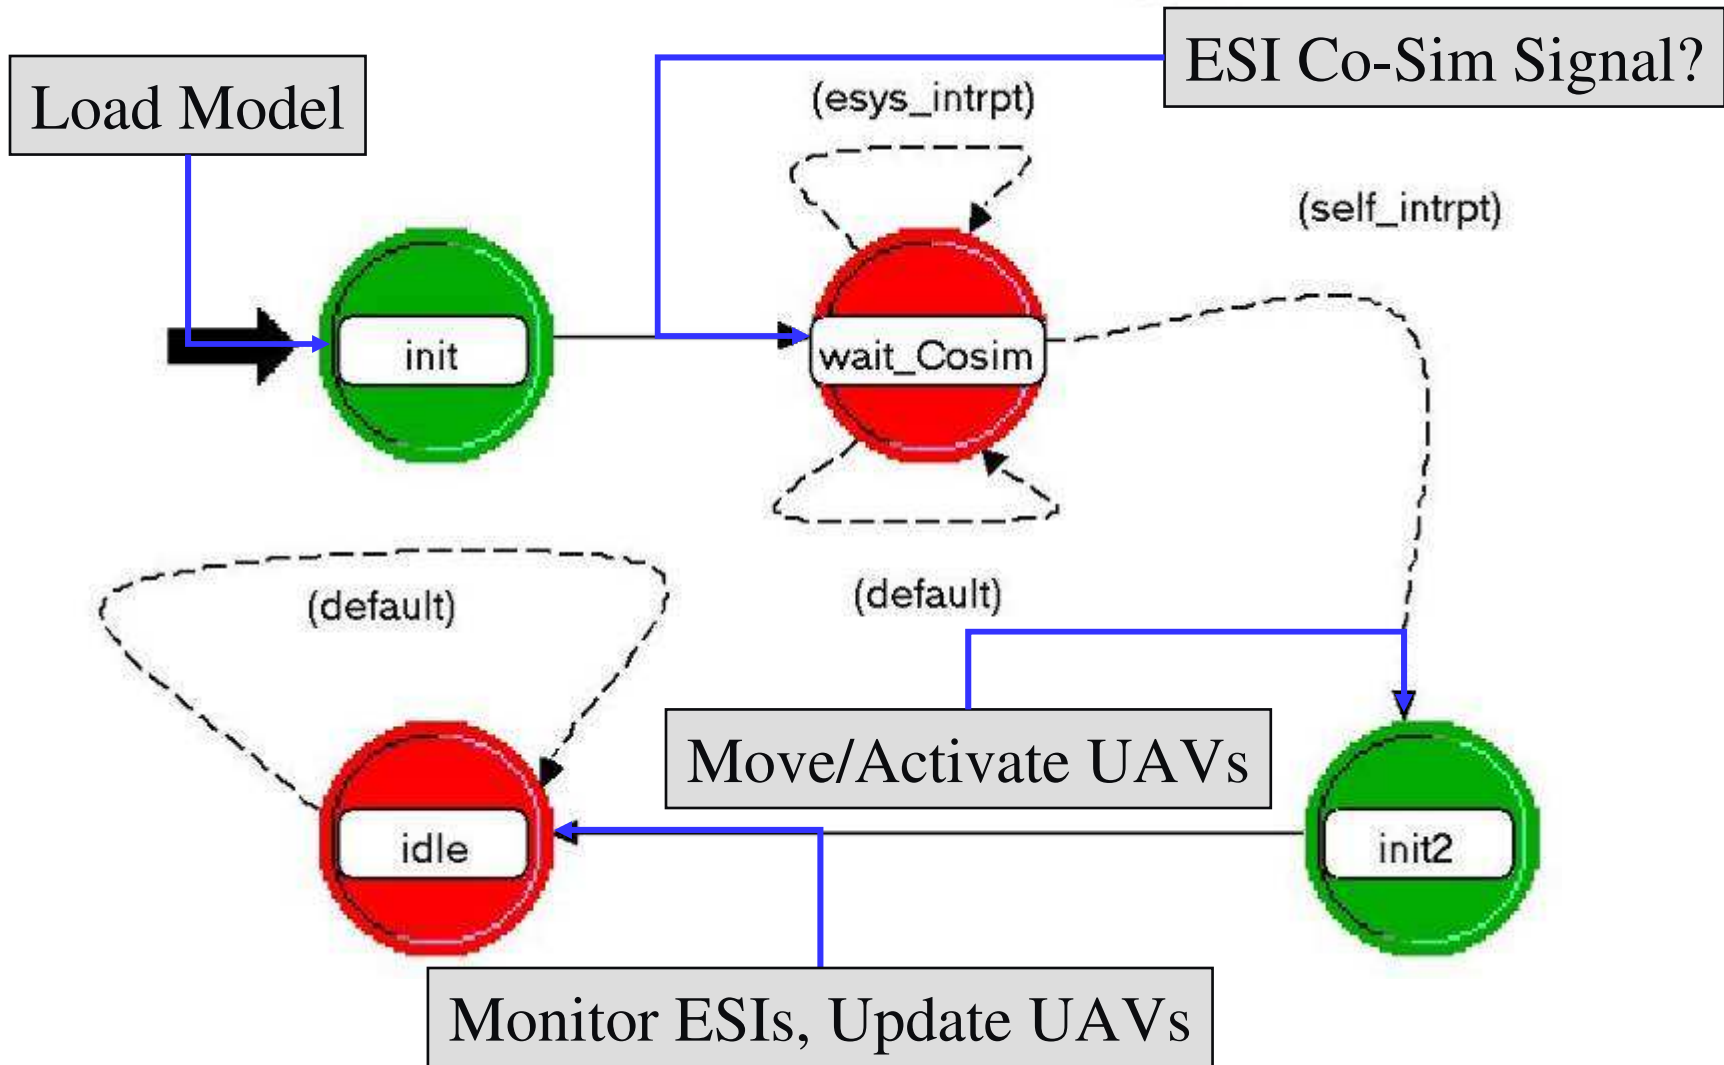 ESI Co-Sim Signal?
Load Model
(esys_intrpt)
(self_intrpt)
init
wait_Cosim
(default)
(default)
Move/Activate UAVs
idle
init2
Monitor ESIs, Update UAVs